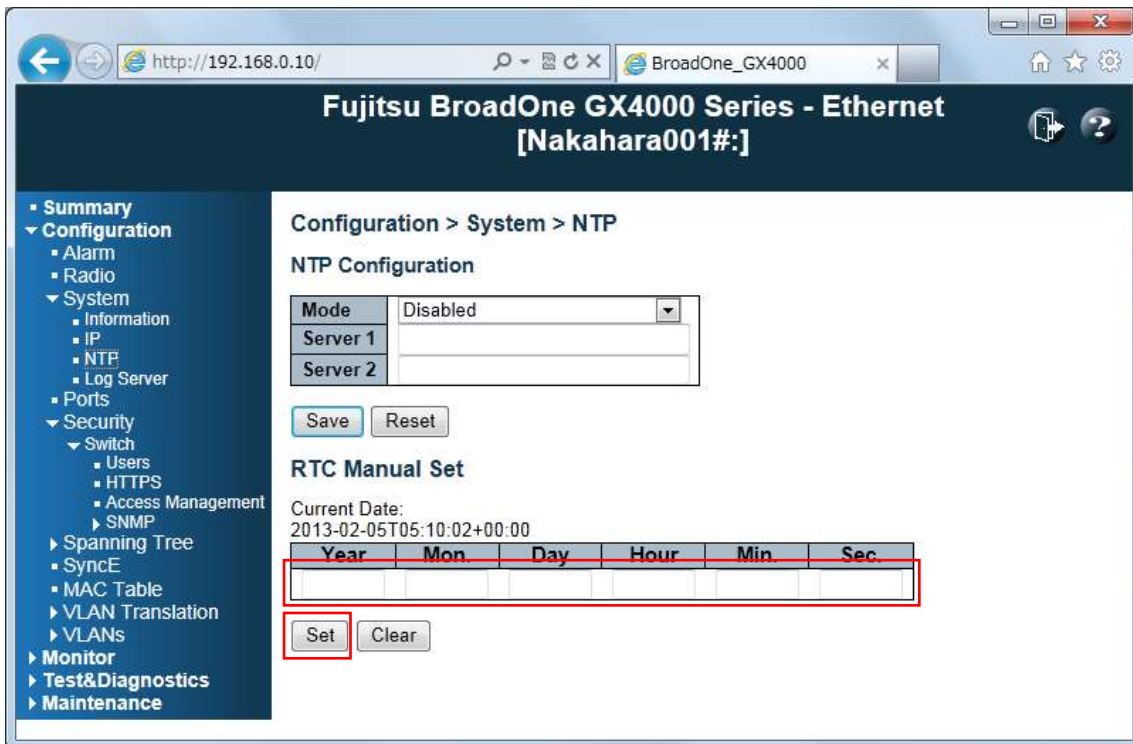 http://192.168.0.10/
BroadOne_GX4000
Fujitsu BroadOne GX4000 Series - Ethernet
[Nakahara001#:]
Summary
Configuration
Alarm
Radio
System
Information
IP
NTP
Log Server
Ports
Security
Switch
Users
HTTPS
Access Management
SNMP
Spanning Tree
SyncE
MAC Table
VLAN Translation
VLANs
Monitor
Test&Diagnostics
Maintenance
Configuration > System > NTP
NTP Configuration
Mode Disabled
Server 1
Server 2
Save Reset
RTC Manual Set
Current Date:
2013-02-05T05:10:02+00:00
Year Mon. Day Hour Min. Sec.
Set Clear